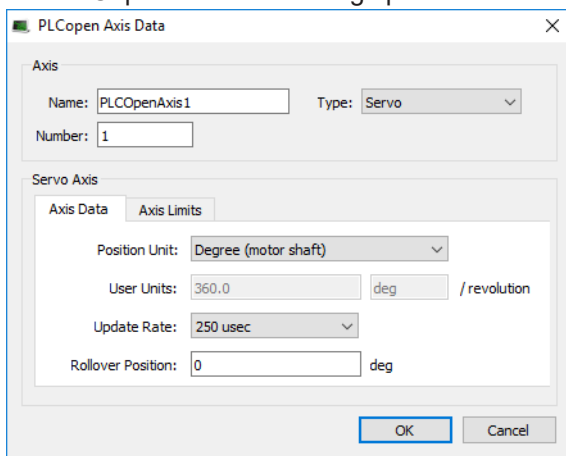 PLCopen Axis Data
Axis
Name: PLCOpenAxis1 Type: Servo
Number: 1
Servo Axis
Axis Data Axis Limits
Position Unit: Degree (motor shaft)
User Units: 360.0 deg / revolution
Update Rate: 250 usec
Rollover Position: 0 deg
OK Cancel